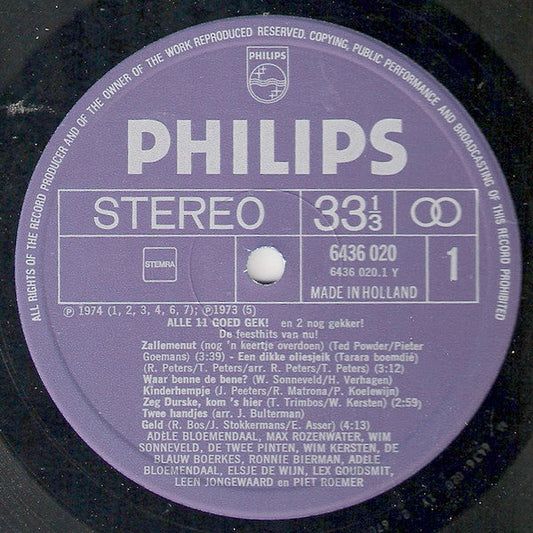 ALL RIGHTS OF THE RECORD PRODUCER AND OF THE OWNER OF THE WORK REPRODUCED RESERVED. COPYING, PUBLIC PERFORMANCE AND BROADCASTING OF THIS RECORD PROHIBITED
PHILIPS
PHILIPS
STEREO 33 1/3
STEMRA
6436 020
6436 020.1 Y
1
MADE IN HOLLAND
Ⓟ 1974 (1, 2, 3, 4, 6, 7); Ⓟ1973 (5)
ALLE 11 GOED GEK! en 2 nog gekker!
De feesthits van nu!
Zallemenut (nog 'n keertje overdoen) (Ted Powder/Pieter
Goemans) (3:39) - Een dikke oliesjeik (Tarara boemdié)
(R. Peters/T. Peters/arr. R. Peters/T. Peters) (3:12)
Waar benne de bene? (W. Sonneveld/H. Verhagen)
Kinderhempje (J. Peeters/R. Matrona/P. Koelewijn)
Zeg Durske, kom 's hier (T. Trimbos/W. Kersten) (2:59)
Twee handjes (arr. J. Bulterman)
Geld (R. Bos/J. Stokkermans/E. Asser) (4:13)
ADÈLE BLOEMENDAAL, MAX ROZENWATER, WIM
SONNEVELD, DE TWEE PINTEN, WIM KERSTEN, DE
BLAUW BOERKES, RONNIE BIERMAN, ADÈLE
BLOEMENDAAL, ELSJE DE WIJN, LEX GOUDSMIT,
LEEN JONGEWAARD en PIET ROEMER